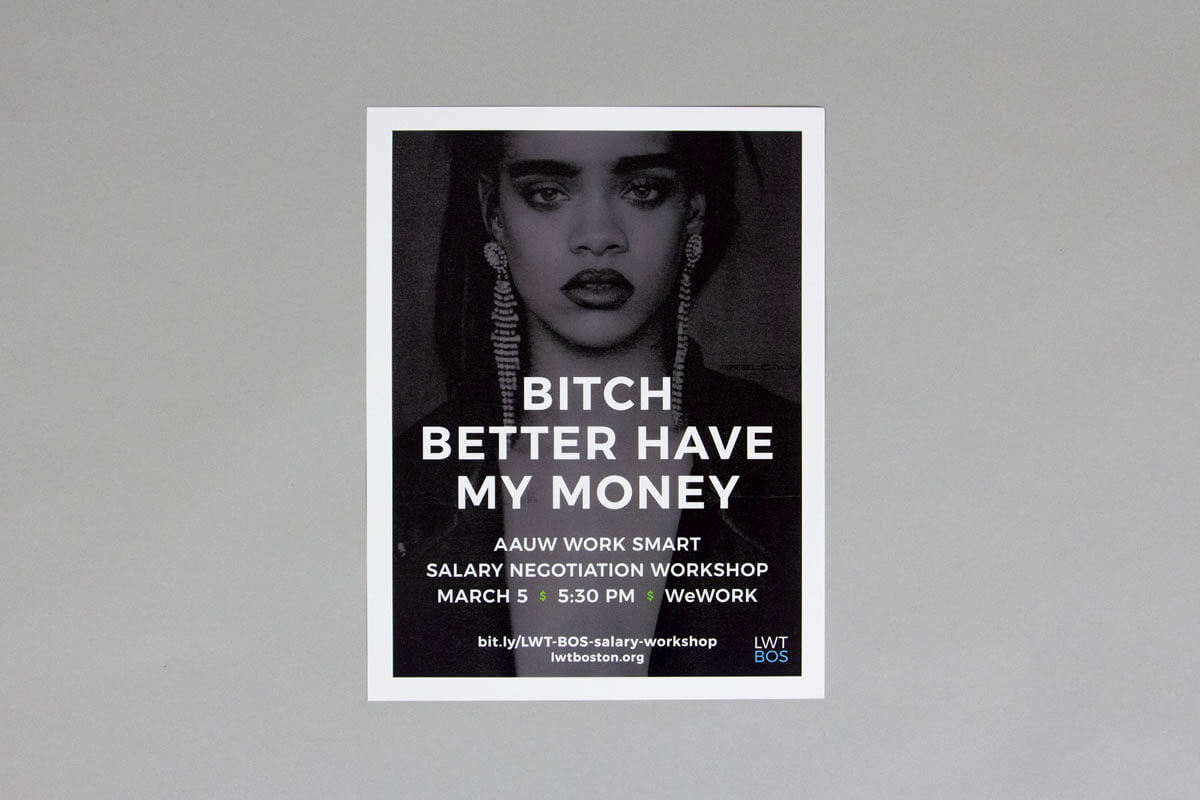 BITCH
BETTER HAVE
MY MONEY
AAUW WORK SMART
SALARY NEGOTIATION WORKSHOP
MARCH 5 $ 5:30 PM $ WeWORK
bit.ly/LWT-BOS-salary-workshop
lwtboston.org
LWT
BOS